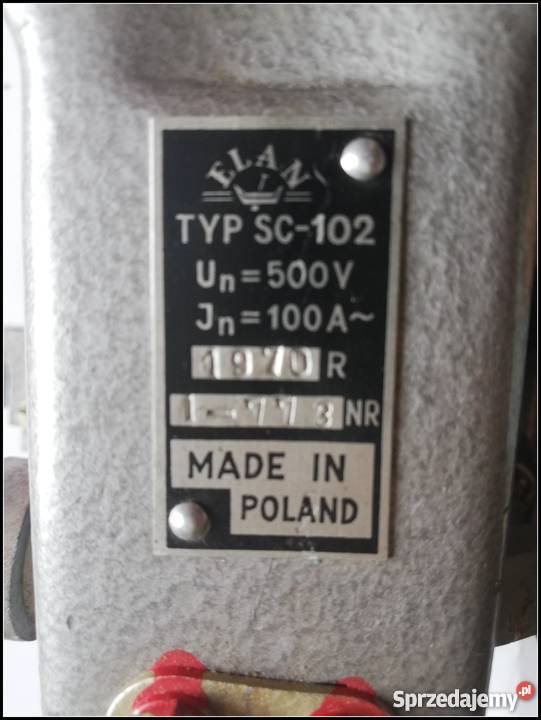 ELAN
TYP SC-102
Un=500V
Jn=100A~
1970 R
1-773 NR
MADE IN
POLAND
Sprzedajemy.pl